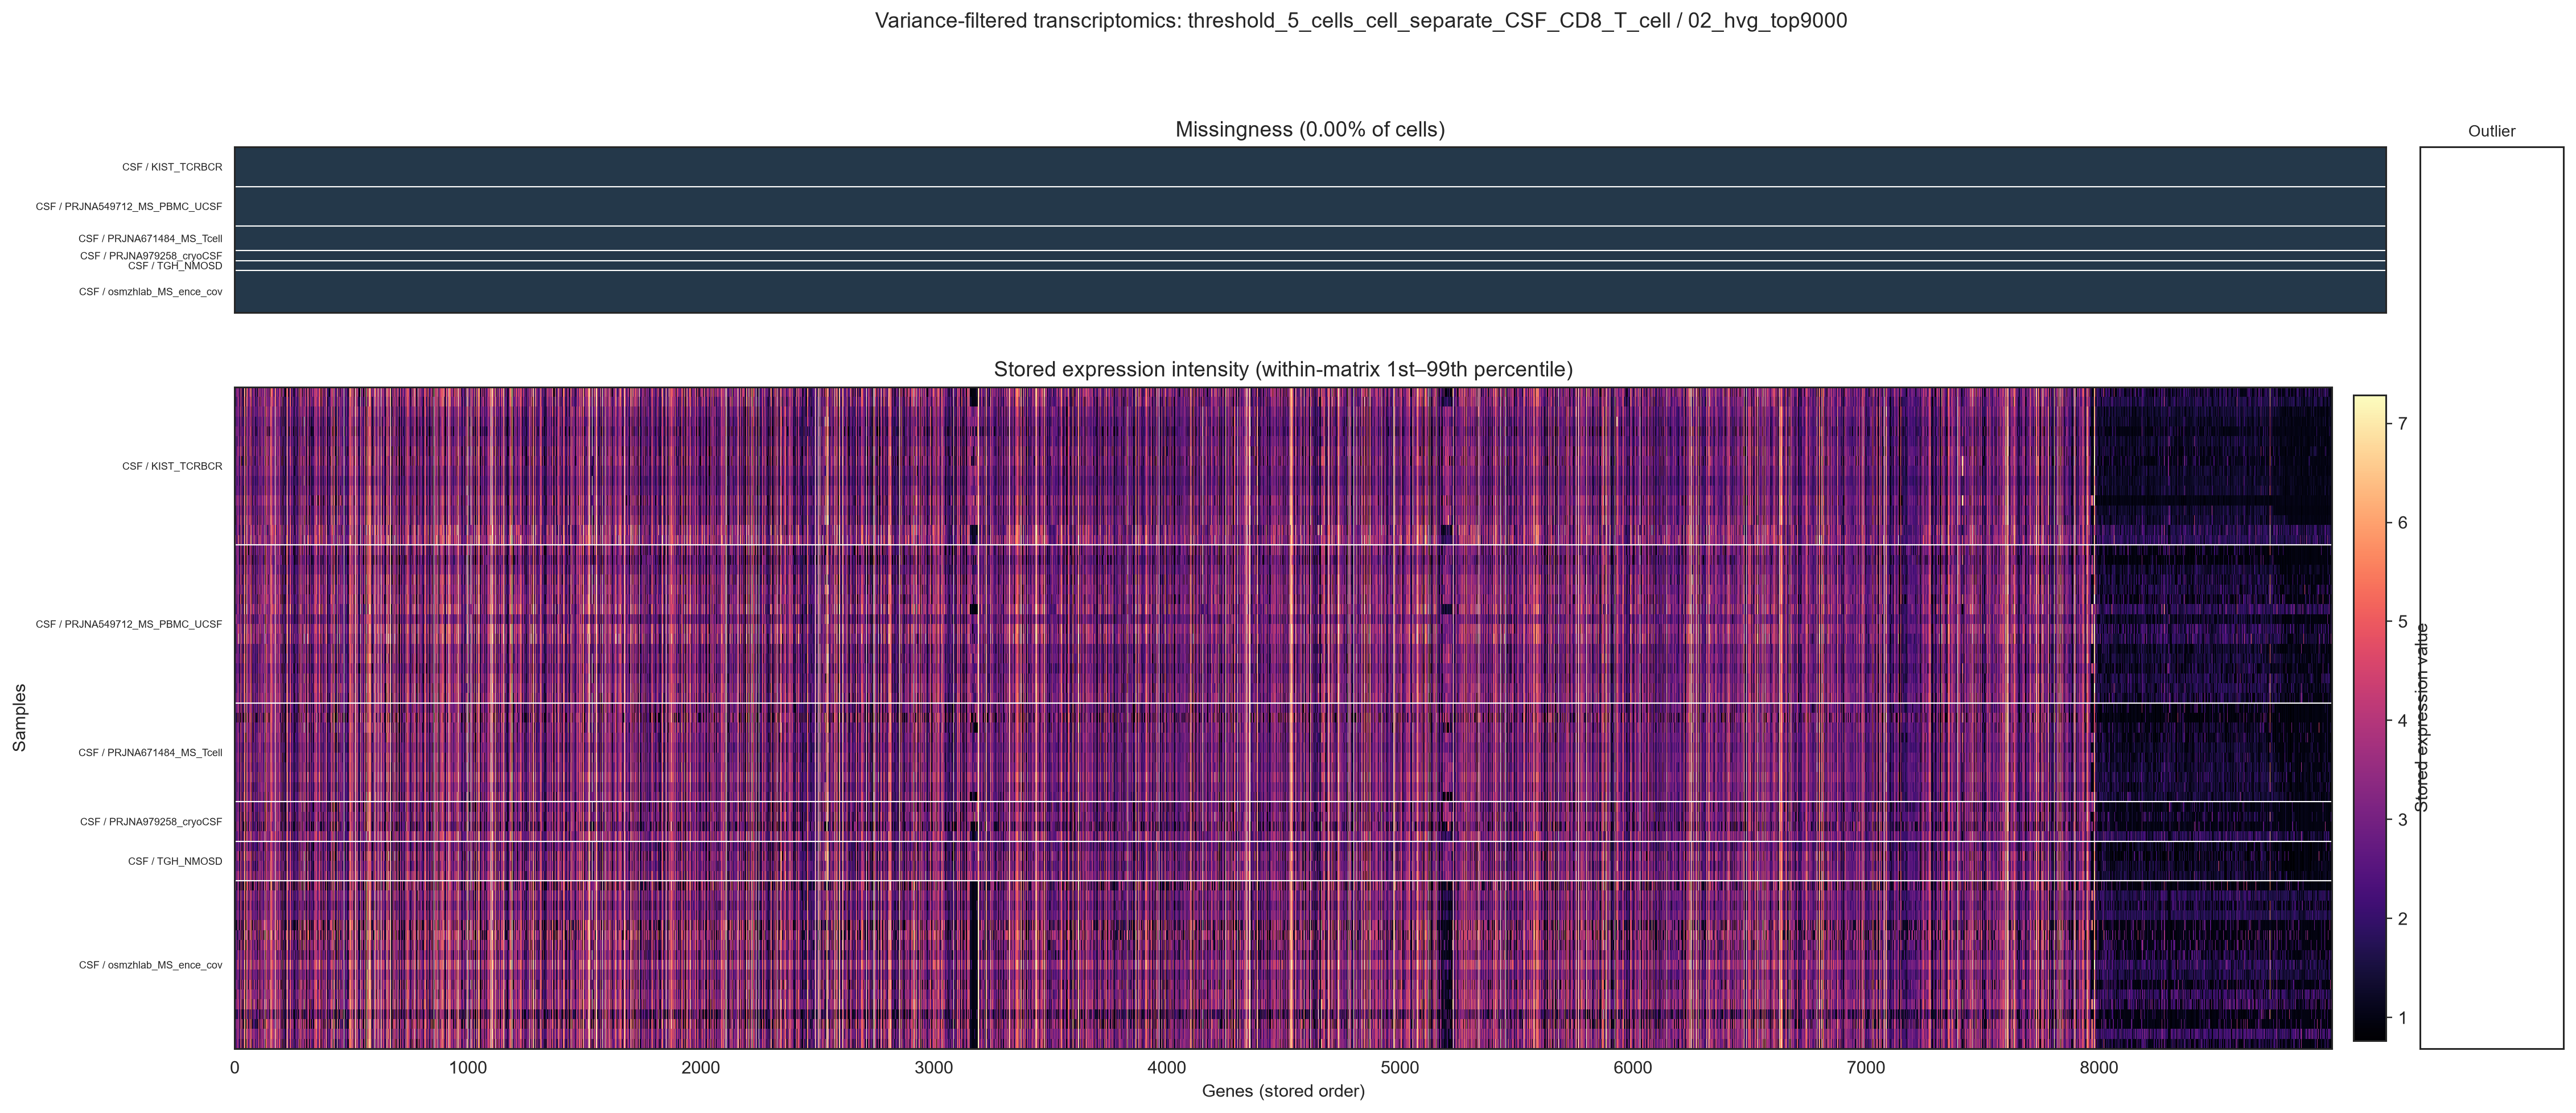 Variance-filtered transcriptomics: threshold_5_cells_cell_separate_CSF_CD8_T_cell / 02_hvg_top9000
Missingness (0.00% of cells)
Outlier
CSF / KIST_TCRBCR
CSF / PRJNA549712_MS_PBMC_UCSF
CSF / PRJNA671484_MS_Tcell
CSF / PRJNA979258_cryoCSF
CSF / TGH_NMOSD
CSF / osmzhlab_MS_ence_cov
Stored expression intensity (within-matrix 1st–99th percentile)
CSF / KIST_TCRBCR
CSF / PRJNA549712_MS_PBMC_UCSF
CSF / PRJNA671484_MS_Tcell
CSF / PRJNA979258_cryoCSF
CSF / TGH_NMOSD
CSF / osmzhlab_MS_ence_cov
Samples
7
6
5
4
3
2
1
Stored expression value
0 1000 2000 3000 4000 5000 6000 7000 8000
Genes (stored order)